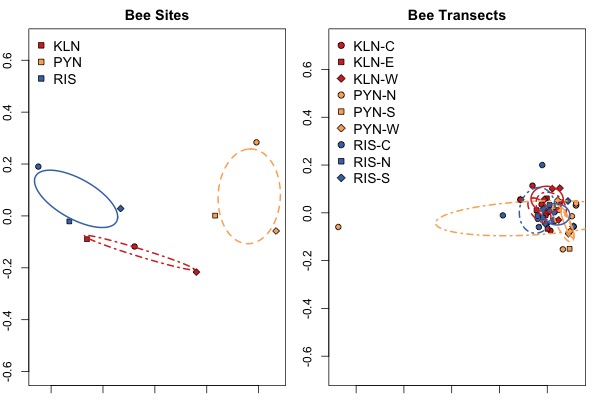 Bee Sites
KLN
PYN
RIS
0.6
0.4
0.2
0.0
-0.2
-0.4
-0.6
Bee Transects
KLN-C
KLN-E
KLN-W
PYN-N
PYN-S
PYN-W
RIS-C
RIS-N
RIS-S
0.6
0.4
0.2
0.0
-0.2
-0.4
-0.6